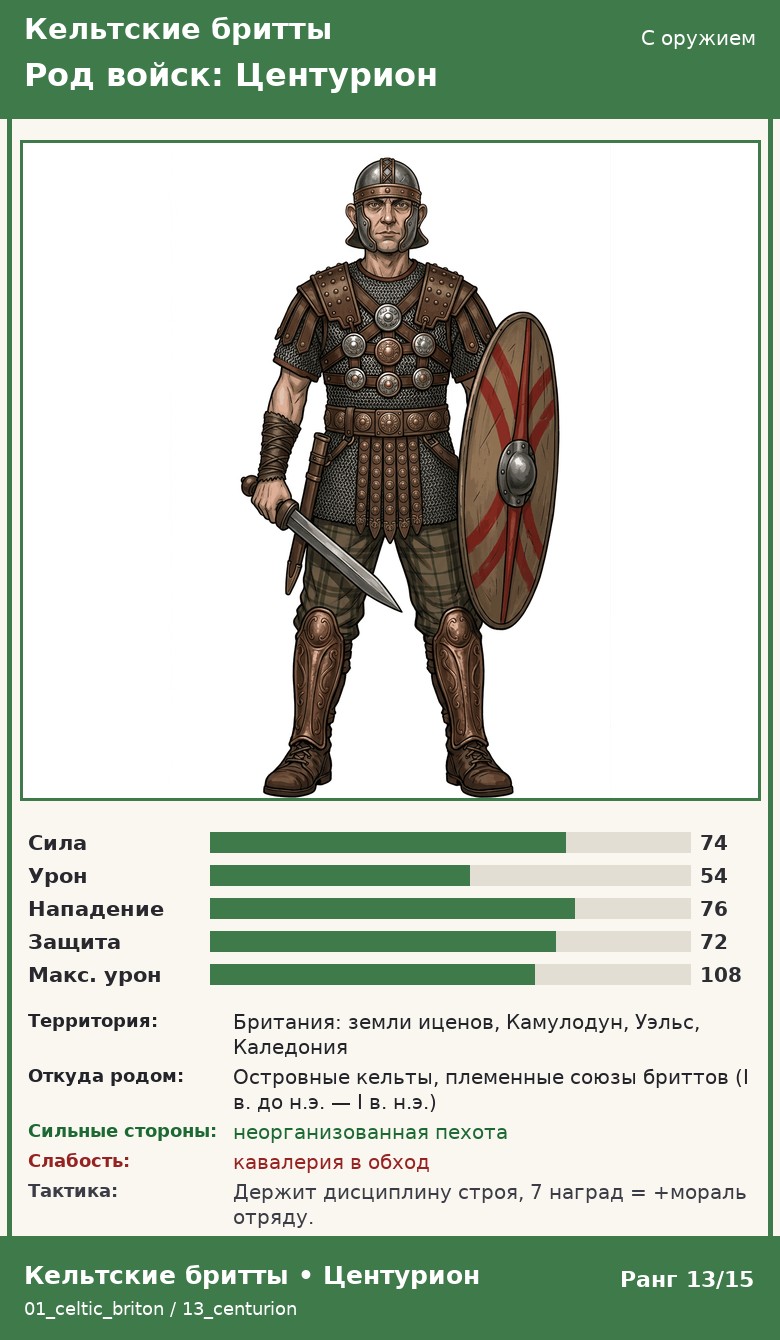 Кельтские бритты
С оружием
Род войск: Центурион
Сила 74
Урон 54
Нападение 76
Защита 72
Макс. урон 108
Территория: Британия: земли иценов, Камулодун, Уэльс,
Каледония
Откуда родом: Островные кельты, племенные союзы бриттов (I
в. до н.э. — I в. н.э.)
Сильные стороны: неорганизованная пехота
Слабость: кавалерия в обход
Тактика: Держит дисциплину строя, 7 наград = +мораль
отряду.
Кельтские бритты • Центурион
Ранг 13/15
01_celtic_briton / 13_centurion